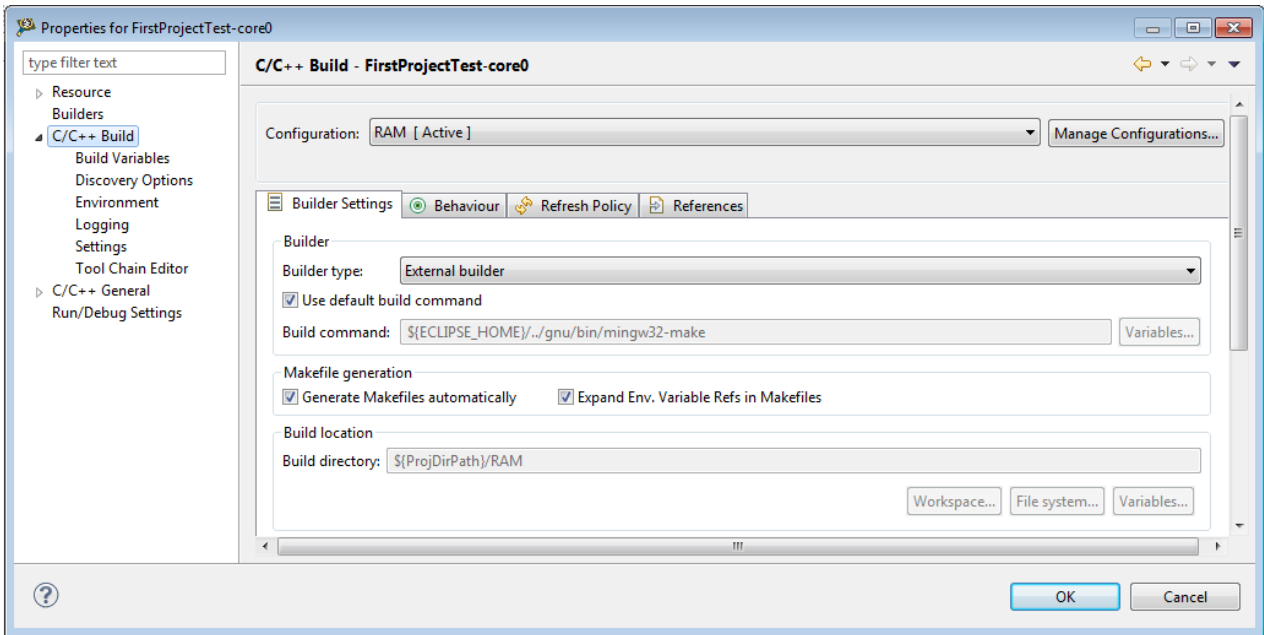 Properties for FirstProjectTest-core0
type filter text
Resource
Builders
C/C++ Build
Build Variables
Discovery Options
Environment
Logging
Settings
Tool Chain Editor
C/C++ General
Run/Debug Settings
C/C++ Build - FirstProjectTest-core0
Configuration: RAM [ Active ] Manage Configurations...
Builder Settings Behaviour Refresh Policy References
Builder
Builder type: External builder
Use default build command
Build command: ${ECLIPSE_HOME}/../gnu/bin/mingw32-make Variables...
Makefile generation
Generate Makefiles automatically Expand Env. Variable Refs in Makefiles
Build location
Build directory: ${ProjDirPath}/RAM
Workspace... File system... Variables...
OK Cancel